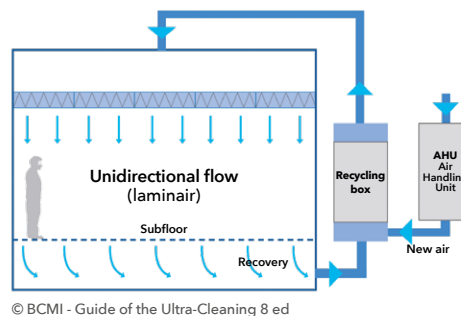 Unidirectional flow
(laminair)
Subfloor
Recovery
Recycling
box
AHU
Air
Handling
Unit
New air
© BCMI - Guide of the Ultra-Cleaning 8 ed